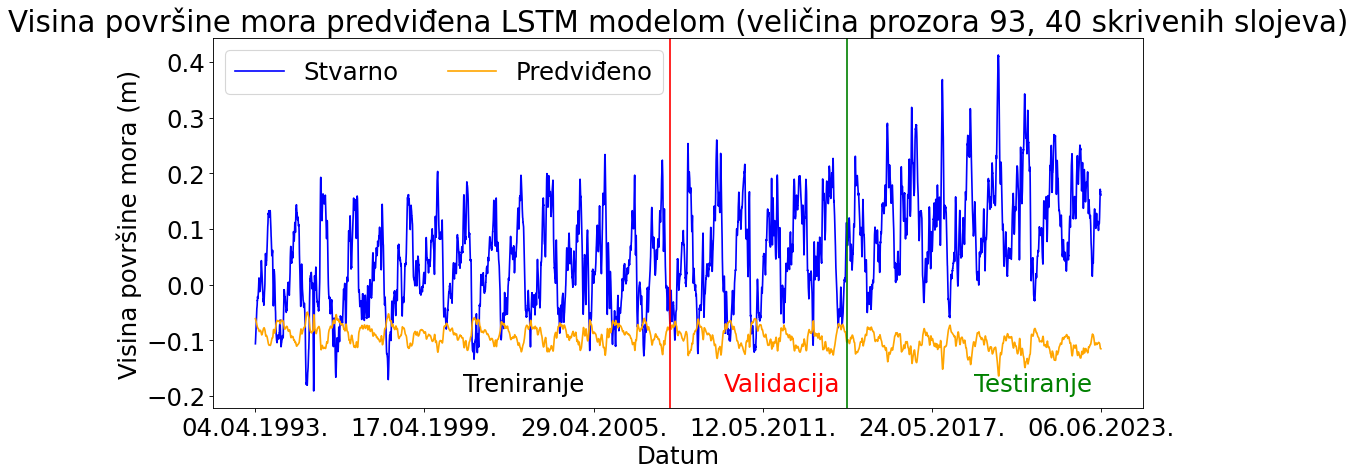 Visina površine mora predviđena LSTM modelom (veličina prozora 93, 40 skrivenih slojeva)
Stvarno
Predviđeno
Visina površine mora (m)
0.4
0.3
0.2
0.1
0.0
−0.1
−0.2
Treniranje
Validacija
Testiranje
04.04.1993.
17.04.1999.
29.04.2005.
12.05.2011.
24.05.2017.
06.06.2023.
Datum